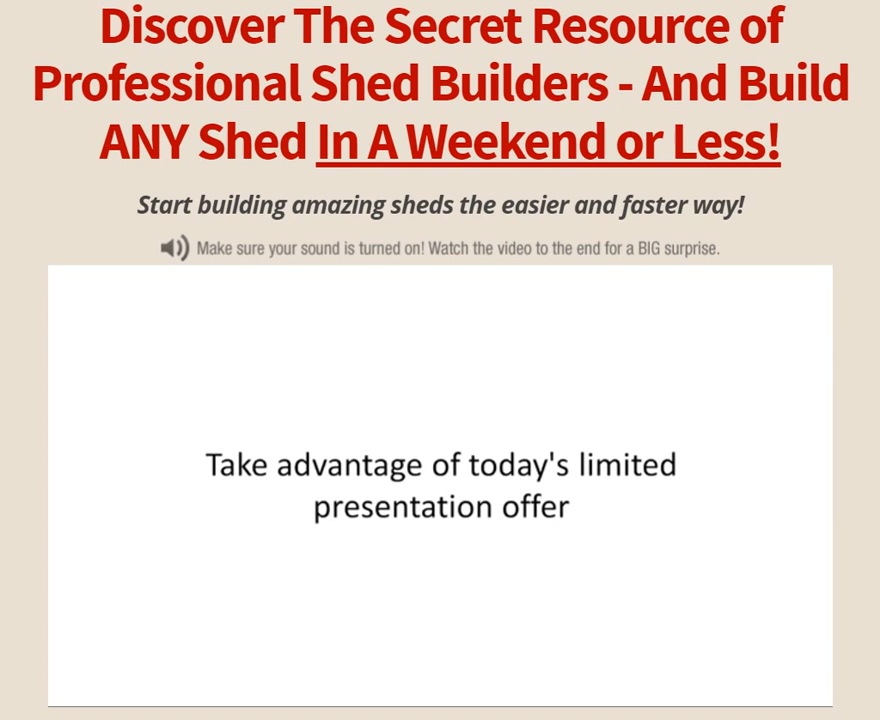 Discover The Secret Resource of
Professional Shed Builders - And Build
ANY Shed In A Weekend or Less!
Start building amazing sheds the easier and faster way!
Make sure your sound is turned on! Watch the video to the end for a BIG surprise.
Take advantage of today's limited
presentation offer